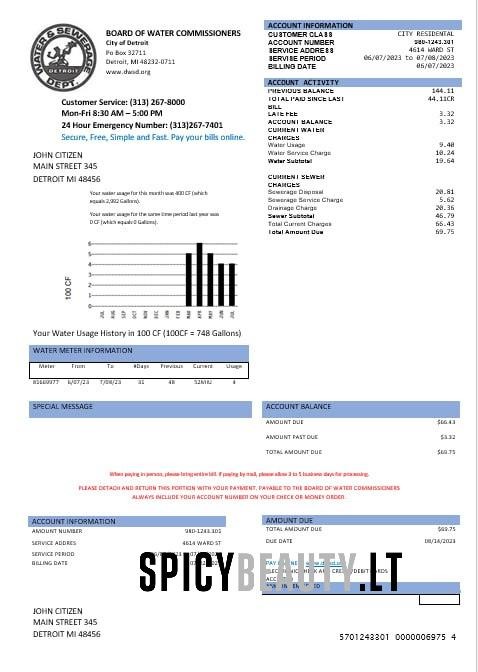 WATER & SEWERAGE
DETROIT
DEPT.
BOARD OF WATER COMMISSIONERS
City of Detroit
Po Box 32711
Detroit, MI 48232-0711
www.dwsd.org
Customer Service: (313) 267-8000
Mon-Fri 8:30 AM – 5:00 PM
24 Hour Emergency Number: (313)267-7401
Secure, Free, Simple and Fast. Pay your bills online.
JOHN CITIZEN
MAIN STREET 345
DETROIT MI 48456
ACCOUNT INFORMATION
CUSTOMER CLASS CITY RESIDENTAL
ACCOUNT NUMBER 980-1243.301
SERVICE ADDRESS 4614 WARD ST
SERVISE PERIOD 06/07/2023 to 07/08/2023
BILLING DATE 06/07/2023
ACCOUNT ACTIVITY
PREVIOUS BALANCE 144.11
TOTAL PAID SINCE LAST BILL 44.11CR
LATE FEE 3.32
ACCOUNT BALANCE 3.32
CURRENT WATER
CHARGES
Water Usage 9.40
Water Service Charge 10.24
Water Subtotal 19.64
CURRENT SEWER
CHARGES
Sewerage Disposal 20.81
Sewerage Service Charge 5.62
Drainage Charge 20.36
Sewer Subtotal 46.79
Total Current Charges 66.43
Total Amount Due 69.75
Your water usage for this month was 400 CF (which
equals 2,992 Gallons).
Your water usage for the same time period last year was
0 CF (which equals 0 Gallons).
100 CF
6
5
4
3
2
1
0
JUL AUG SEP OCT NOV DEC JAN FEB MAR APR MAY JUN JUL
Your Water Usage History in 100 CF (100CF = 748 Gallons)
WATER METER INFORMATION
Meter From To #Days Previous Current Usage
81669977 6/07/23 7/08/23 31 48 52MIU 4
SPECIAL MESSAGE
ACCOUNT BALANCE
AMOUNT DUE $66.43
AMOUNT PAST DUE $3.32
TOTAL AMOUNT DUE $69.75
When paying in person, please bring entire bill. If paying by mail, please allow 3 to 5 business days for processing.
PLEASE DETACH AND RETURN THIS PORTION WITH YOUR PAYMENT, PAYABLE TO THE BOARD OF WATER COMMISSIONERS
ALWAYS INCLUDE YOUR ACCOUNT NUMBER ON YOUR CHECK OR MONEY ORDER.
ACCOUNT INFORMATION
AMOUNT NUMBER 980-1243.301
SERVICE ADDRES 4614 WARD ST
SERVICE PERIOD
BILLING DATE
AMOUNT DUE
TOTAL AMOUNT DUE $69.75
DUE DATE 08/14/2023
SPICYBEAUTY.LT
JOHN CITIZEN
MAIN STREET 345
DETROIT MI 48456
5701243301 0000006975 4